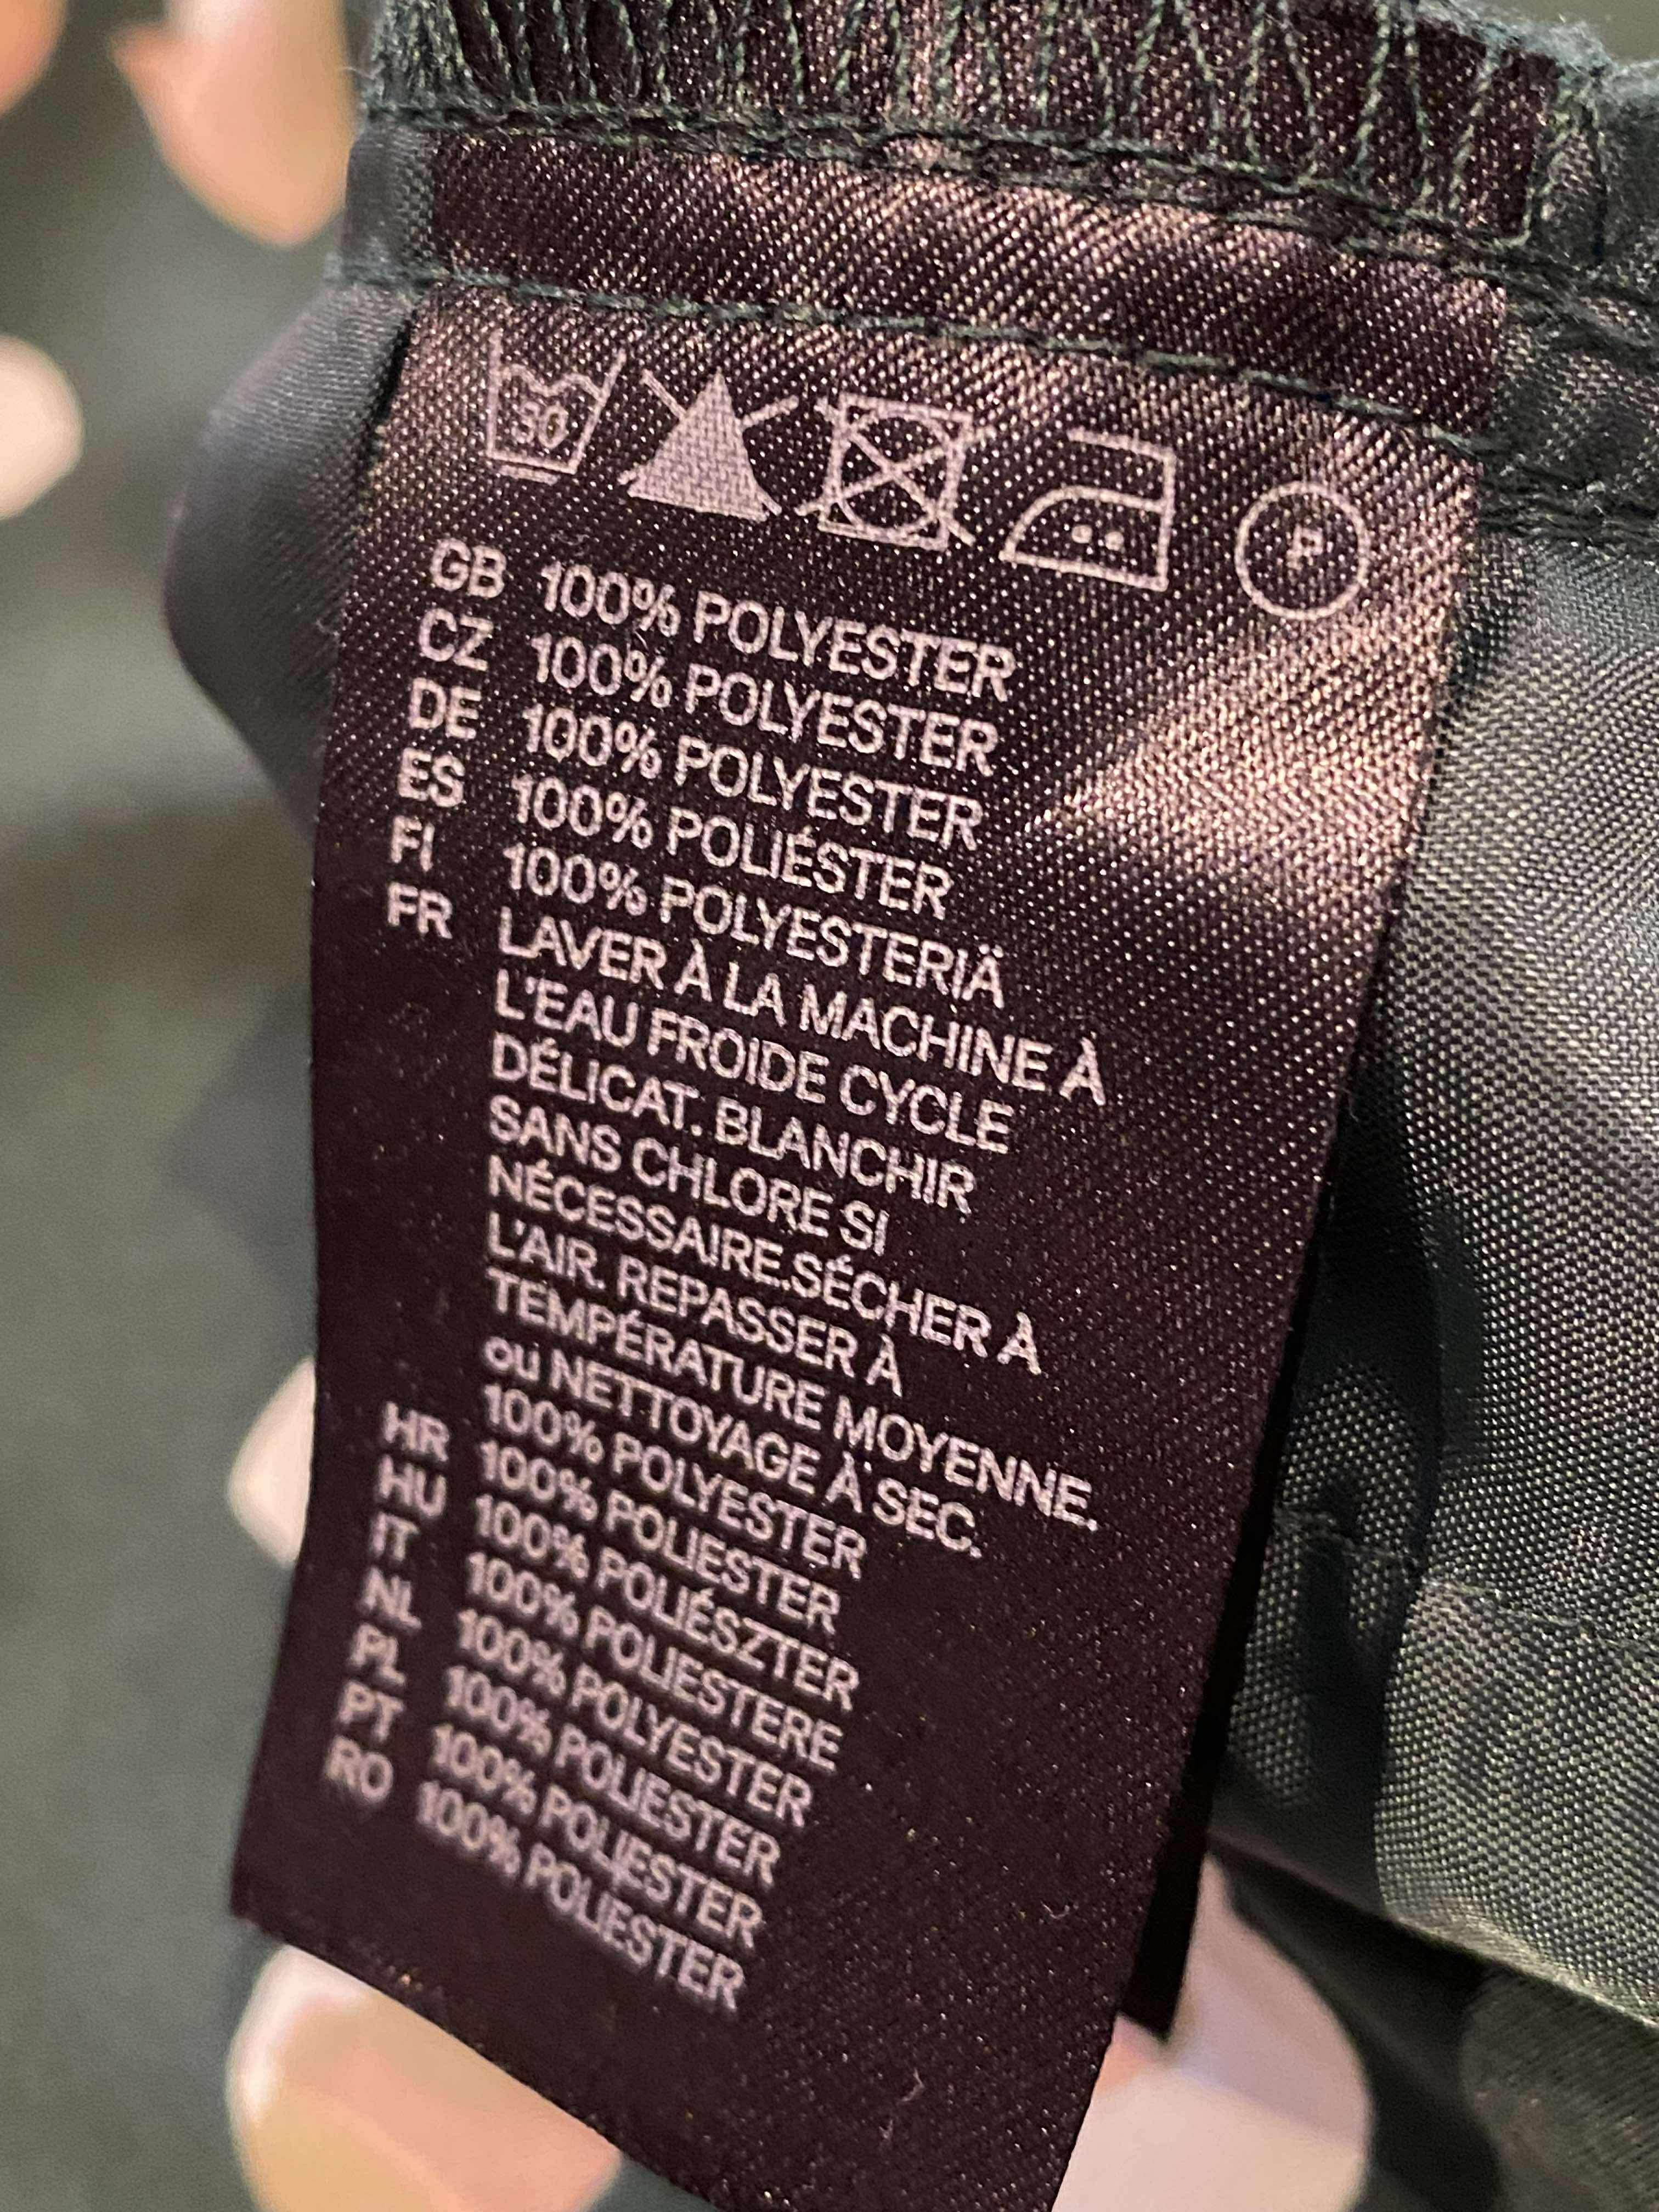 30
P
GB 100% POLYESTER
CZ 100% POLYESTER
DE 100% POLYESTER
ES 100% POLIÉSTER
FI 100% POLYESTERIÄ
FR LAVER À LA MACHINE À
L'EAU FROIDE CYCLE
DÉLICAT. BLANCHIR
SANS CHLORE SI
NÉCESSAIRE.SÉCHER À
L'AIR. REPASSER À
TEMPÉRATURE MOYENNE.
ou NETTOYAGE À SEC.
100% POLYESTER
HR 100% POLIESTER
HU 100% POLIÉSZTER
IT 100% POLIESTERE
NL 100% POLYESTER
PL 100% POLIESTER
PT 100% POLIESTER
RO 100% POLIESTER